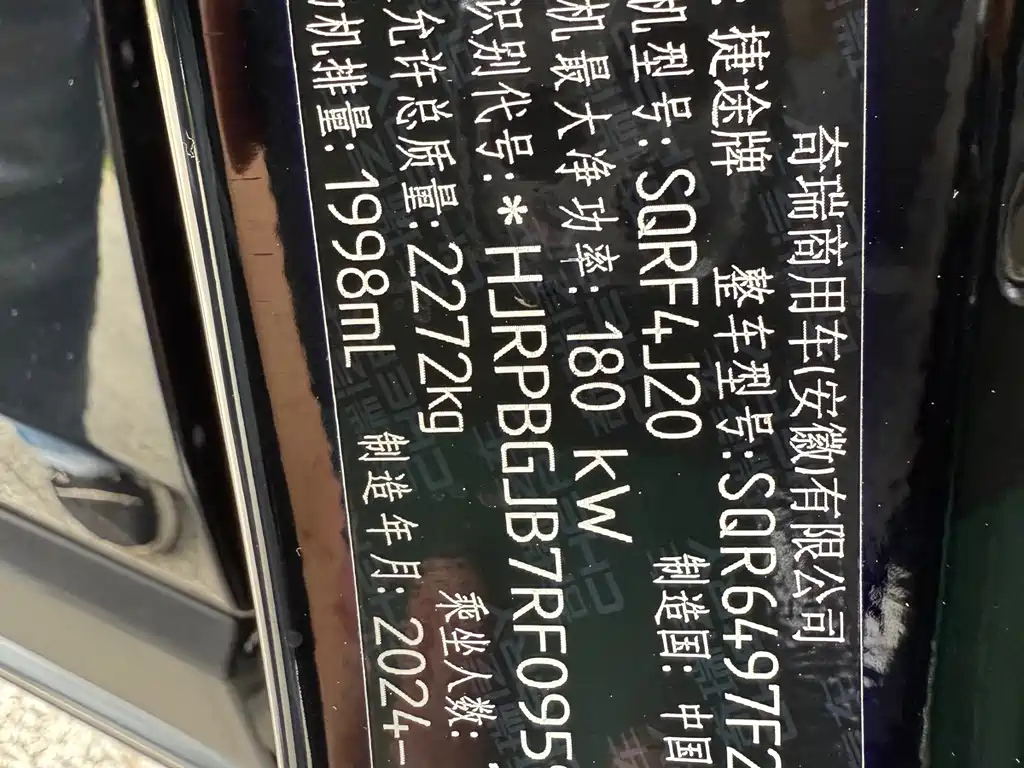 奇瑞商用车(安徽)有限公司
捷途牌 整车型号:SQR6497F2
机型号:SQRF4J20 制造国:中国
机最大净功率:180 kW
识别代号:*HJRPBGJB7RF095
允许总质量:2272kg 乘坐人数:
机排量:1998mL 制造年月:2024-